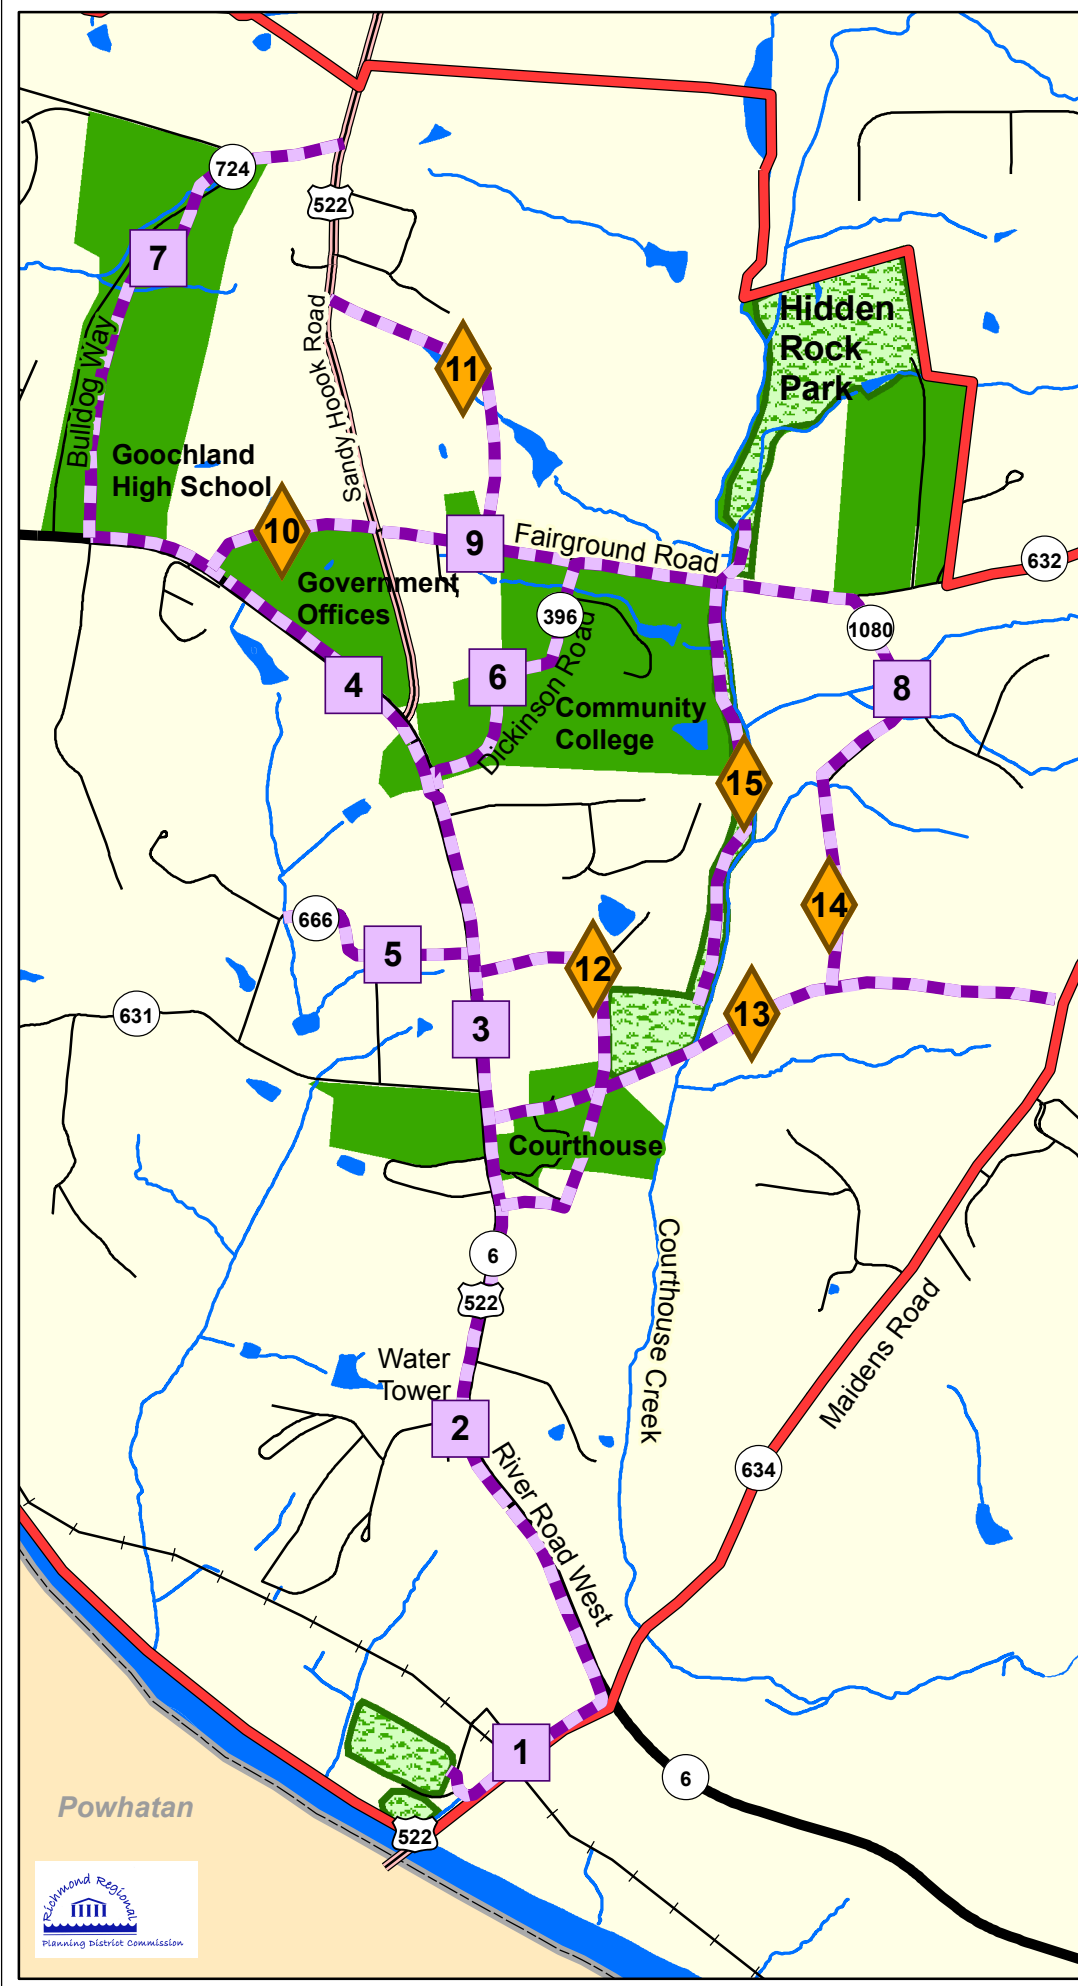 724
522
7
Hidden
Rock
Park
Sandy Hoook Road
11
Bulldog Way
Goochland
High School
10
9
Fairground Road
632
Government
Offices
396
1080
4
6
8
Dickinson Road
Community
College
15
14
666
5
12
13
631
3
Courthouse
6
522
Courthouse Creek
Water
Tower
Maidens Road
2
River Road West
634
1
6
Powhatan
522
Richmond Regional
Planning District Commission